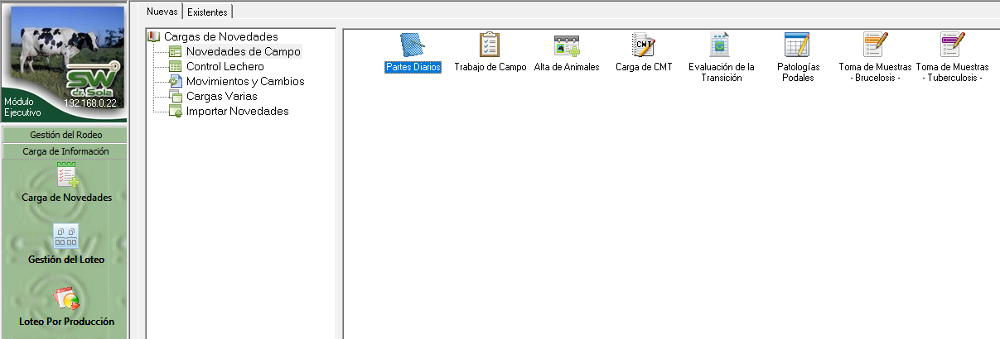 Nuevas
Existentes
SW
dr. Sola
Módulo
Ejecutivo
192.168.0.22
Gestión del Rodeo
Carga de Información
Carga de Novedades
Gestión del Loteo
Loteo Por Producción
Cargas de Novedades
Novedades de Campo
Control Lechero
Movimientos y Cambios
Cargas Varias
Importar Novedades
Partes Diarios
Trabajo de Campo
Alta de Animales
CMT
Carga de CMT
Evaluación de la
Transición
Patologías
Podales
Toma de Muestras
- Brucelosis -
Toma de Muestras
- Tuberculosis -